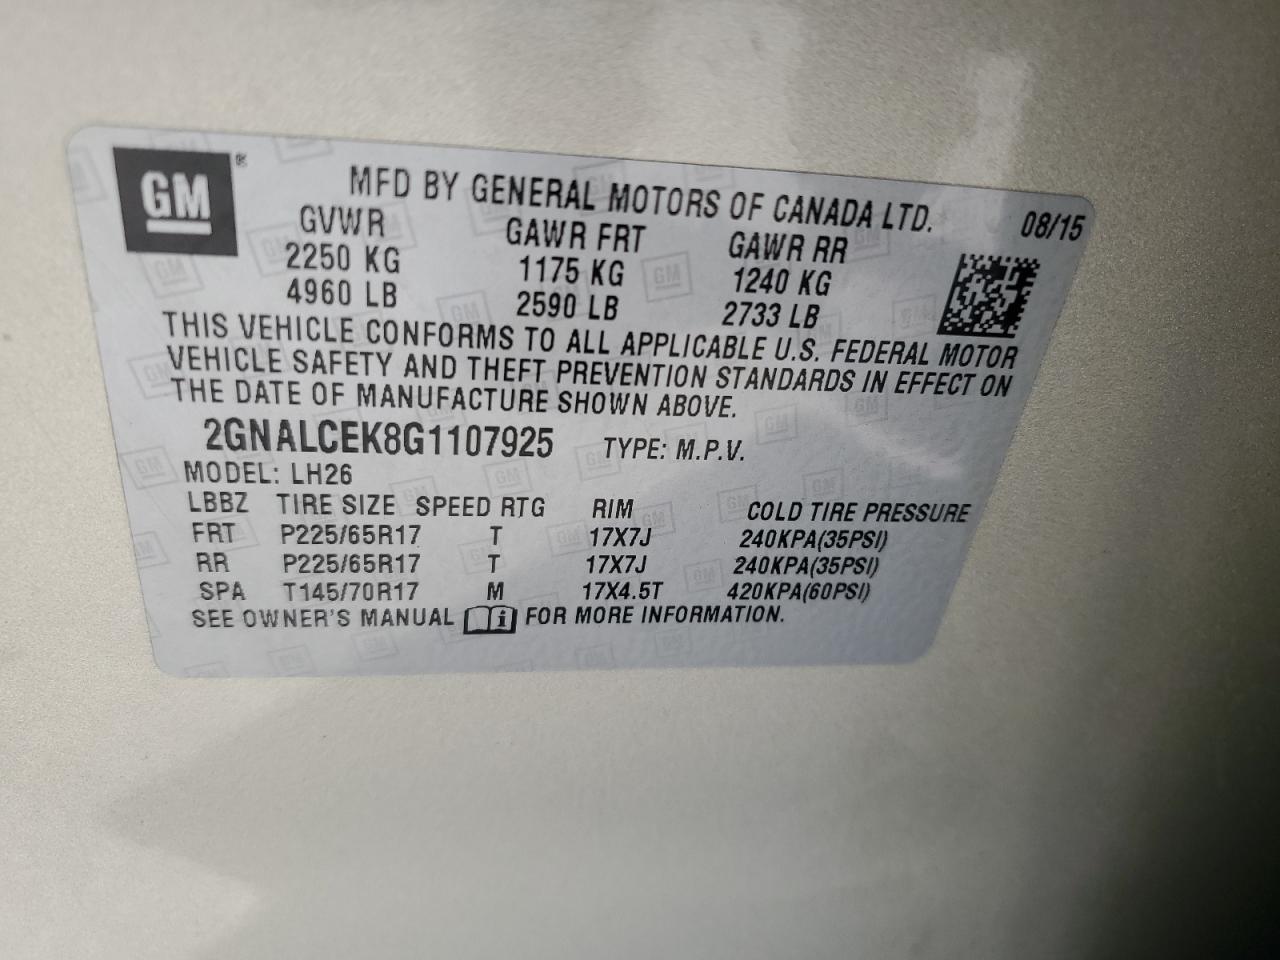 GM ®
MFD BY GENERAL MOTORS OF CANADA LTD. 08/15
GVWR GAWR FRT GAWR RR
2250 KG 1175 KG 1240 KG
4960 LB 2590 LB 2733 LB
THIS VEHICLE CONFORMS TO ALL APPLICABLE U.S. FEDERAL MOTOR
VEHICLE SAFETY AND THEFT PREVENTION STANDARDS IN EFFECT ON
THE DATE OF MANUFACTURE SHOWN ABOVE.
2GNALCEK8G1107925 TYPE: M.P.V.
MODEL: LH26
LBBZ TIRE SIZE SPEED RTG RIM COLD TIRE PRESSURE
FRT P225/65R17 T 17X7J 240KPA(35PSI)
RR P225/65R17 T 17X7J 240KPA(35PSI)
SPA T145/70R17 M 17X4.5T 420KPA(60PSI)
SEE OWNER'S MANUAL i FOR MORE INFORMATION.